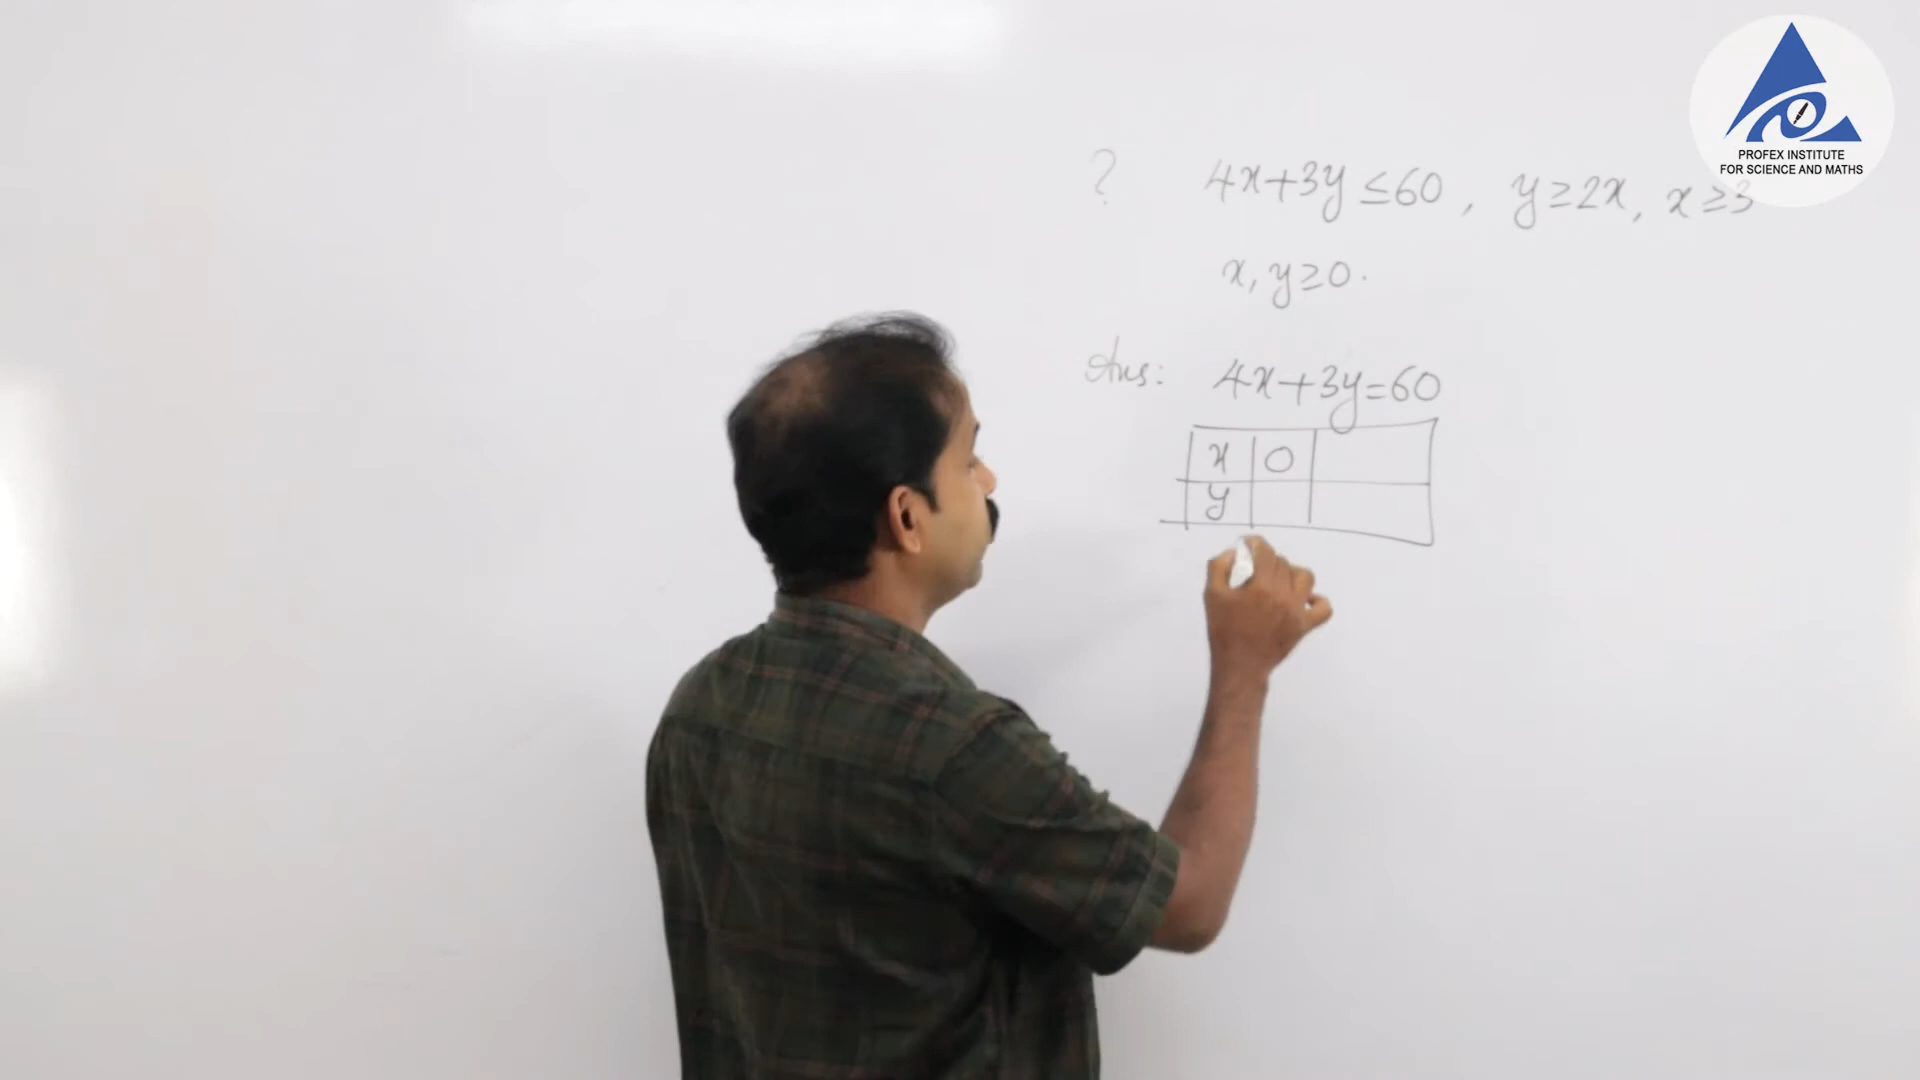 PROFEX INSTITUTE
FOR SCIENCE AND MATHS
? 4x+3y≤60, y≥2x, x≥3
x, y≥0.
Ans: 4x+3y=60
x 0
y